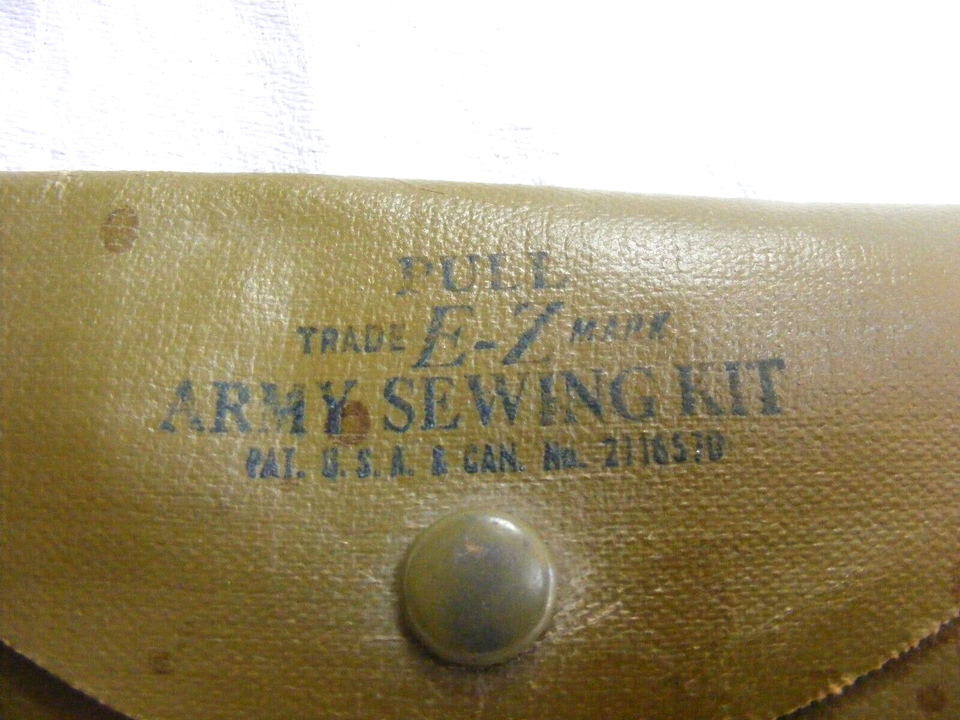 PULL
TRADE E-Z MARK
ARMY SEWING KIT
PAT. U.S.A. & CAN. No. 2116570